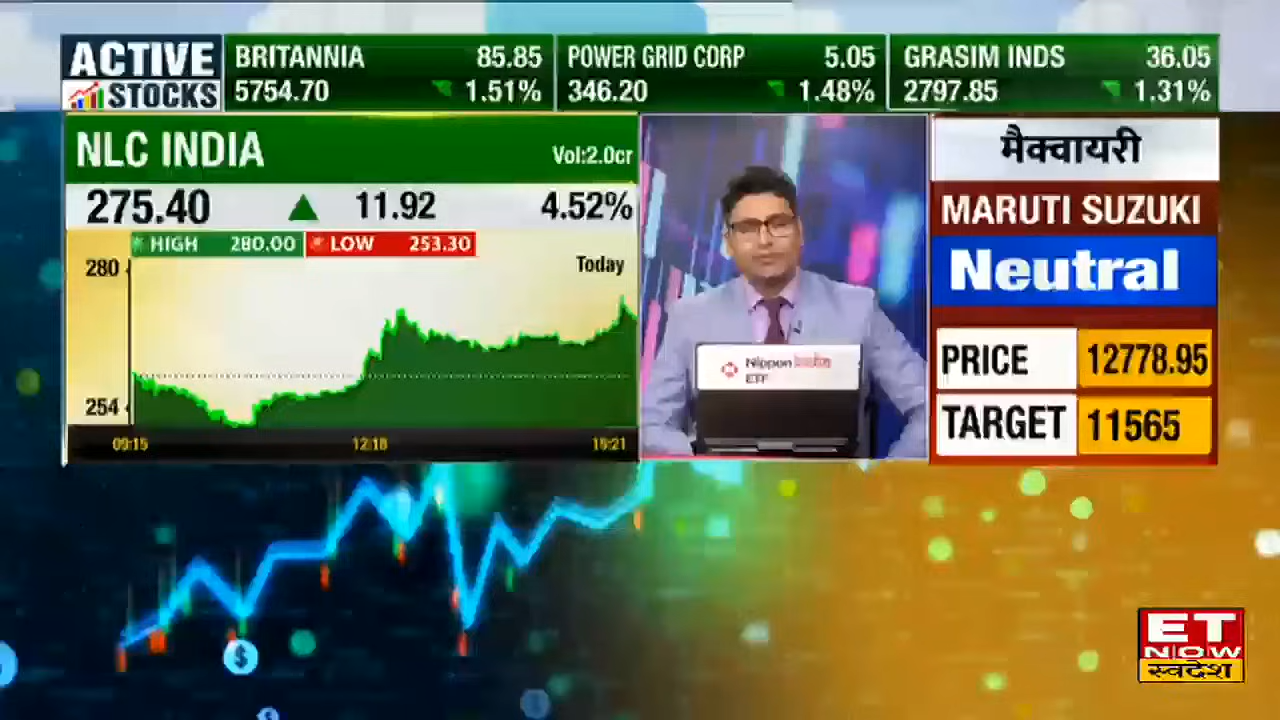 ACTIVE
STOCKS
BRITANNIA 85.85
5754.70 1.51%
POWER GRID CORP 5.05
346.20 1.48%
GRASIM INDS 36.05
2797.85 1.31%
NLC INDIA Vol:2.0cr
275.40 11.92 4.52%
HIGH 280.00 LOW 253.30
Today
280
254
09:15 12:18 15:21
Nippon India
ETF
मैक्वायरी
MARUTI SUZUKI
Neutral
PRICE 12778.95
TARGET 11565
$
ET
NOW
स्वदेश